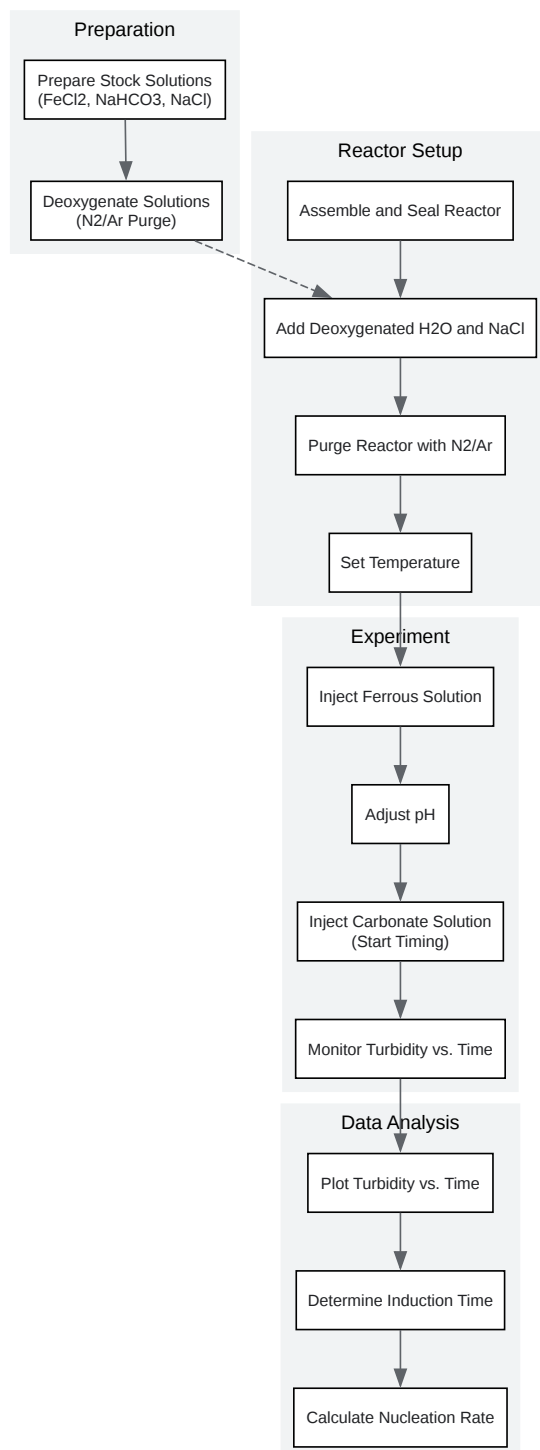 Preparation
Prepare Stock Solutions
(FeCl2, NaHCO3, NaCl)
Deoxygenate Solutions
(N2/Ar Purge)
Reactor Setup
Assemble and Seal Reactor
Add Deoxygenated H2O and NaCl
Purge Reactor with N2/Ar
Set Temperature
Experiment
Inject Ferrous Solution
Adjust pH
Inject Carbonate Solution
(Start Timing)
Monitor Turbidity vs. Time
Data Analysis
Plot Turbidity vs. Time
Determine Induction Time
Calculate Nucleation Rate